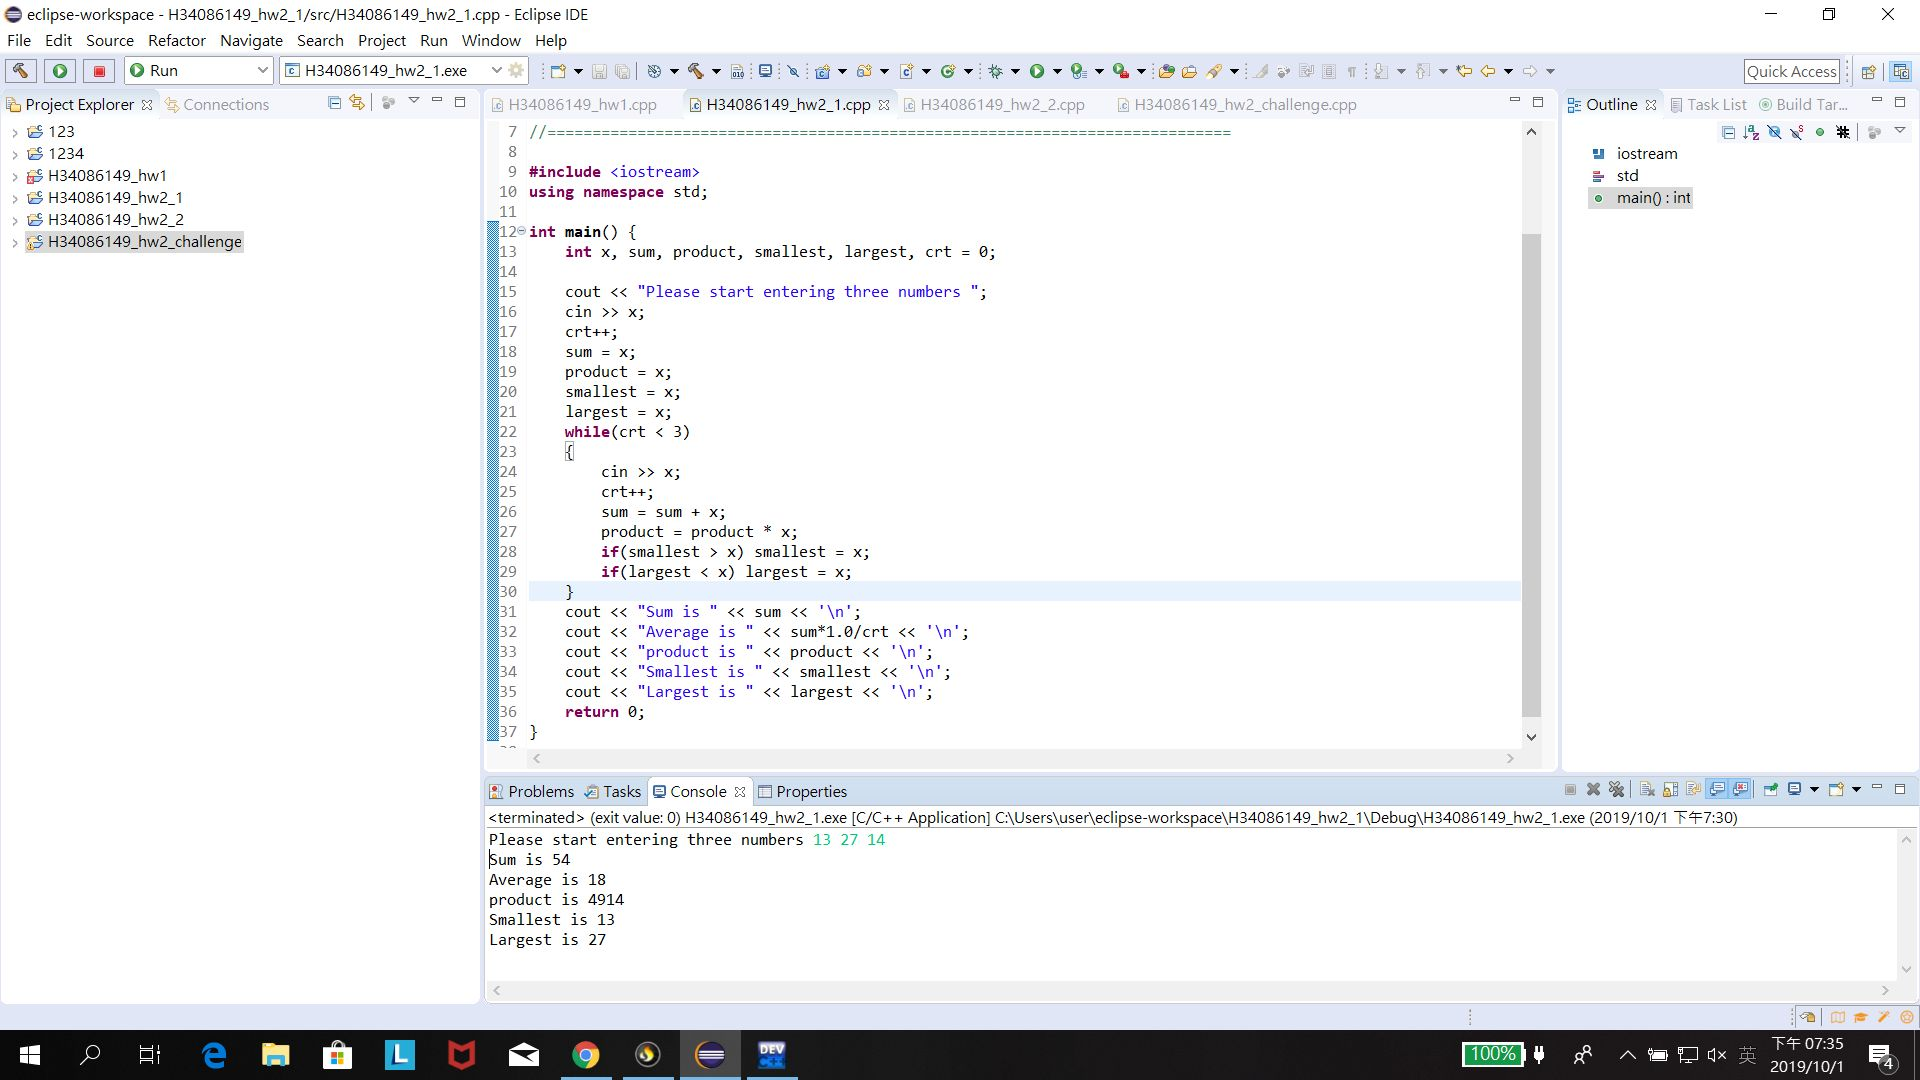 eclipse-workspace - H34086149_hw2_1/src/H34086149_hw2_1.cpp - Eclipse IDE
File Edit Source Refactor Navigate Search Project Run Window Help
Run
H34086149_hw2_1.exe
Quick Access
Project Explorer
Connections
123
1234
H34086149_hw1
H34086149_hw2_1
H34086149_hw2_2
H34086149_hw2_challenge
H34086149_hw1.cpp
H34086149_hw2_1.cpp
H34086149_hw2_2.cpp
H34086149_hw2_challenge.cpp
7 //============================================================================
8
9 #include <iostream>
10 using namespace std;
11
12 int main() {
13 int x, sum, product, smallest, largest, crt = 0;
14
15 cout << "Please start entering three numbers ";
16 cin >> x;
17 crt++;
18 sum = x;
19 product = x;
20 smallest = x;
21 largest = x;
22 while(crt < 3)
23 {
24 cin >> x;
25 crt++;
26 sum = sum + x;
27 product = product * x;
28 if(smallest > x) smallest = x;
29 if(largest < x) largest = x;
30 }
31 cout << "Sum is " << sum << '\n';
32 cout << "Average is " << sum*1.0/crt << '\n';
33 cout << "product is " << product << '\n';
34 cout << "Smallest is " << smallest << '\n';
35 cout << "Largest is " << largest << '\n';
36 return 0;
37 }
Outline
Task List
Build Tar...
iostream
std
main() : int
Problems
Tasks
Console
Properties
<terminated> (exit value: 0) H34086149_hw2_1.exe [C/C++ Application] C:\Users\user\eclipse-workspace\H34086149_hw2_1\Debug\H34086149_hw2_1.exe (2019/10/1 下午7:30)
Please start entering three numbers 13 27 14
Sum is 54
Average is 18
product is 4914
Smallest is 13
Largest is 27
L
DEV
C++
100%
英
下午 07:35
2019/10/1
4